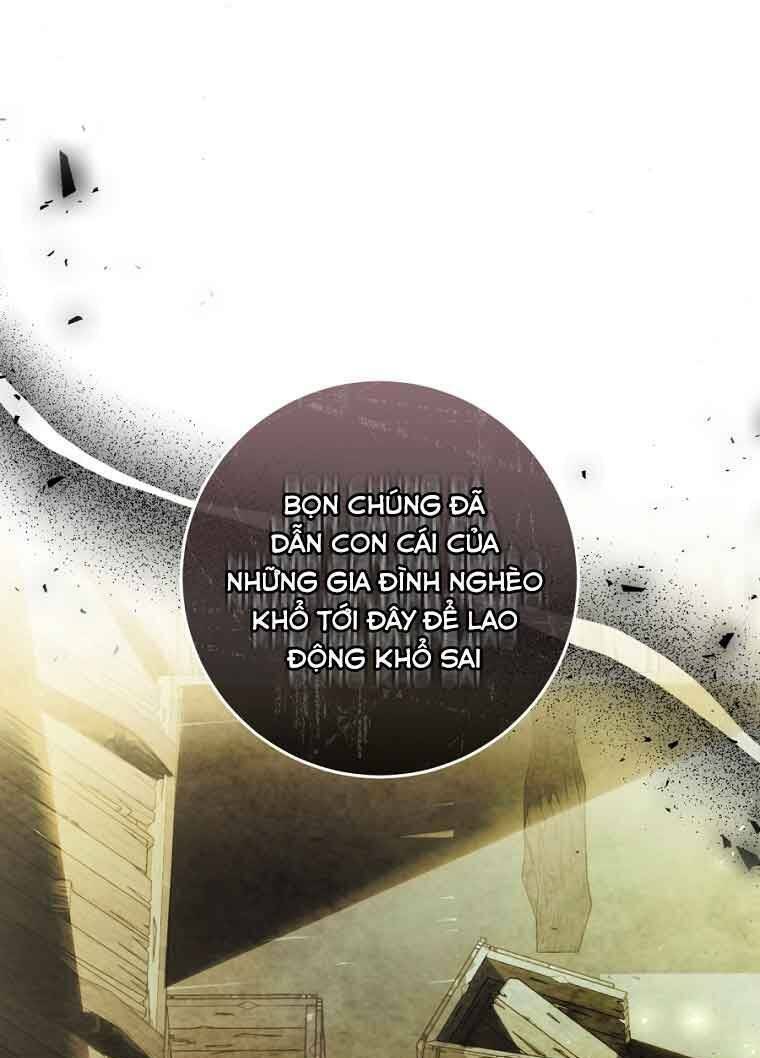 BỌN CHÚNG ĐÃ
DẪN CON CÁI CỦA
NHỮNG GIA ĐÌNH NGHÈO
KHỔ TỚI ĐÂY ĐỂ LAO
ĐỘNG KHỔ SAI